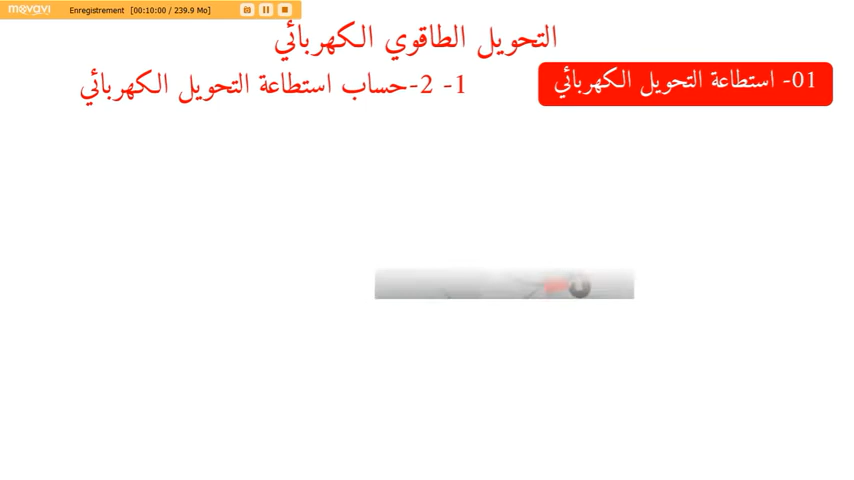 movavi Enregistrement [00:10:00 / 239.9 Mo]
التحويل الطاقوي الكهربائي
01- استطاعة التحويل الكهربائي
1- 2-حساب استطاعة التحويل الكهربائي